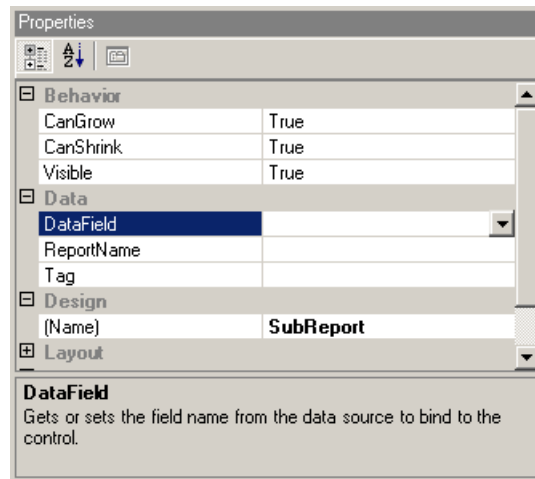 Properties
A
Z
Behavior
CanGrow True
CanShrink True
Visible True
Data
DataField
ReportName
Tag
Design
(Name) SubReport
Layout
DataField
Gets or sets the field name from the data source to bind to the
control.